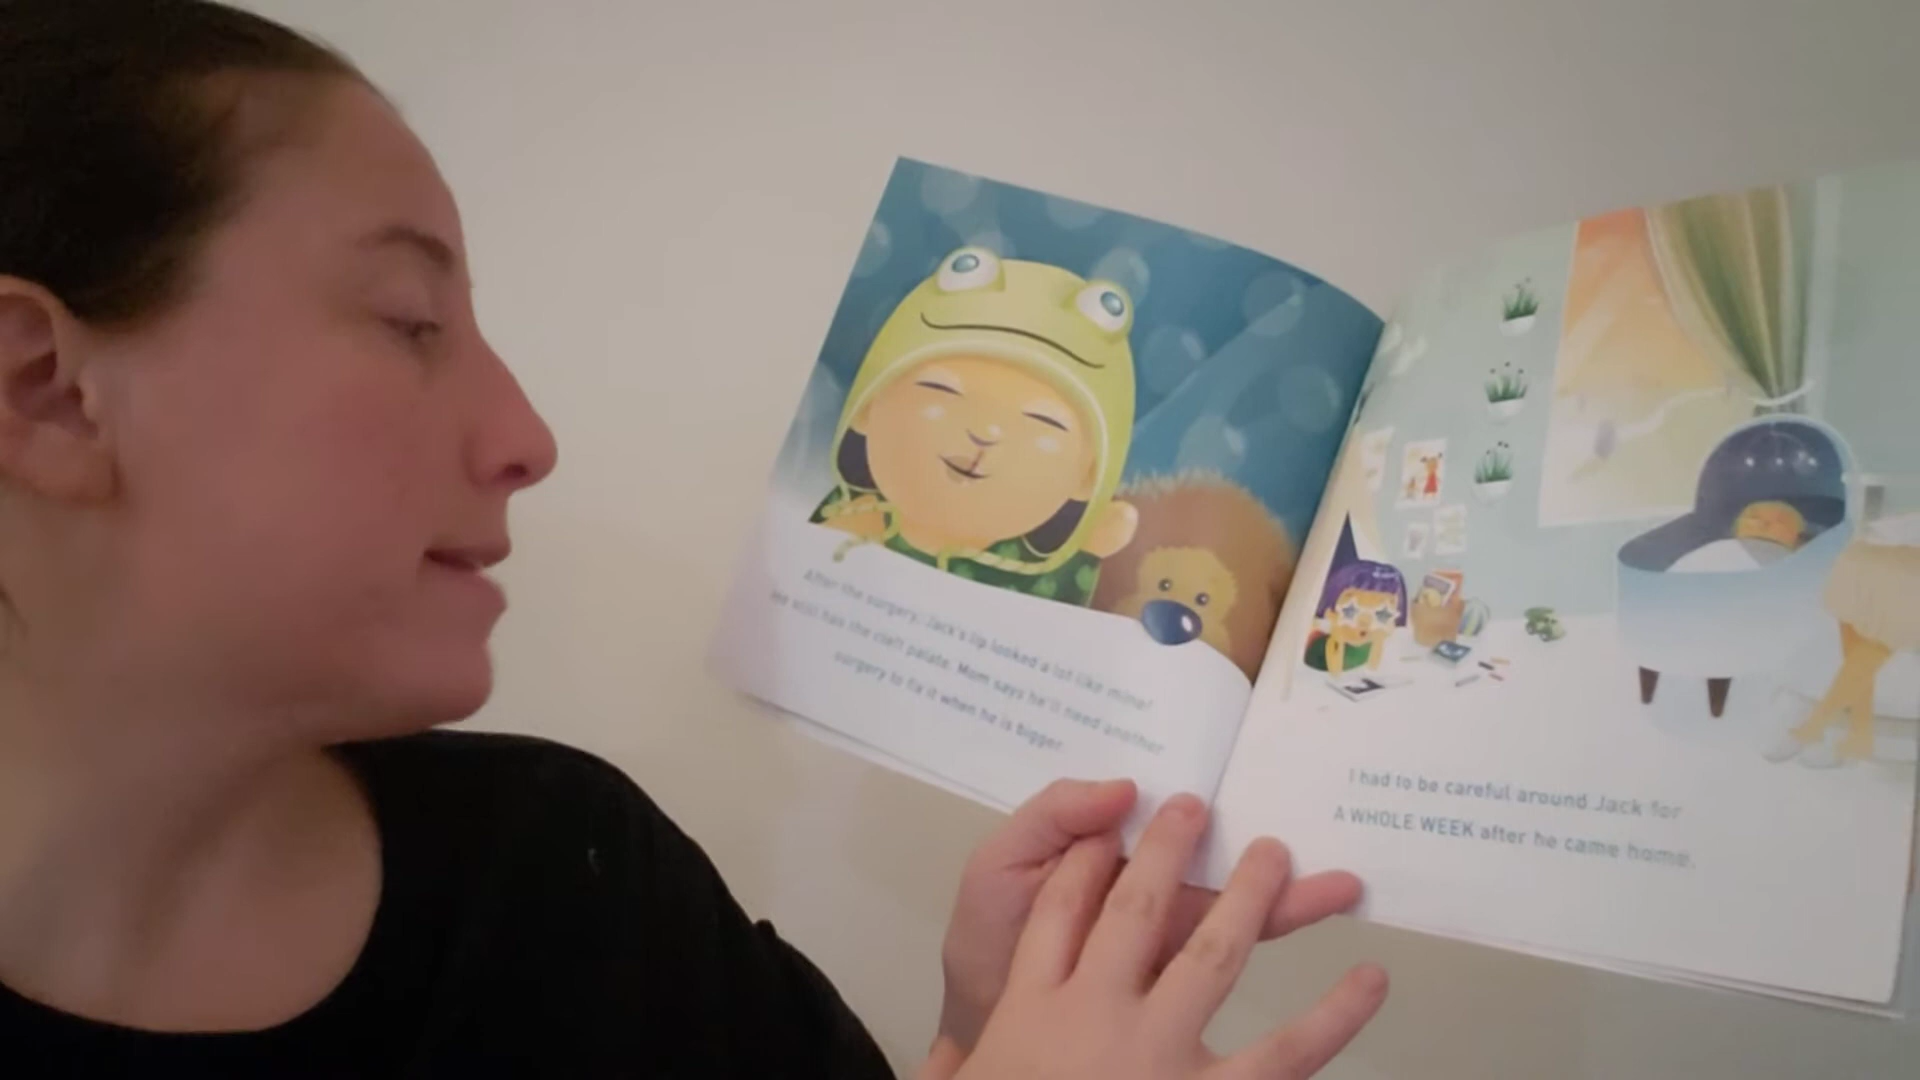 After the surgery, Jack's lip looked a lot like mine!
He still has the cleft palate. Mom says he'll need another
surgery to fix it when he is bigger.
I had to be careful around Jack for
A WHOLE WEEK after he came home.